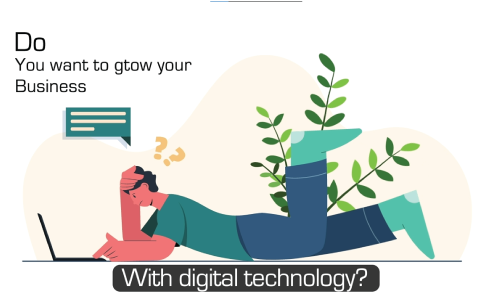 Do
You want to gtow your
Business
? ? ?
With digital technology?